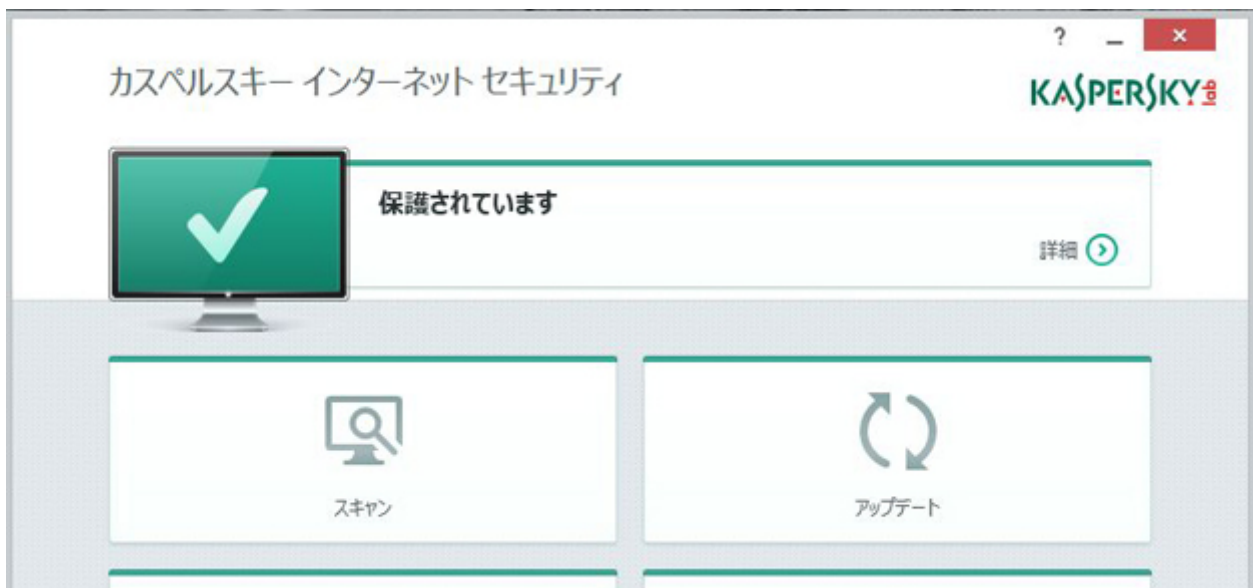 ? _ ×
カスペルスキー インターネット セキュリティ
KASPERSKY lab
保護されています
詳細
スキャン
アップデート